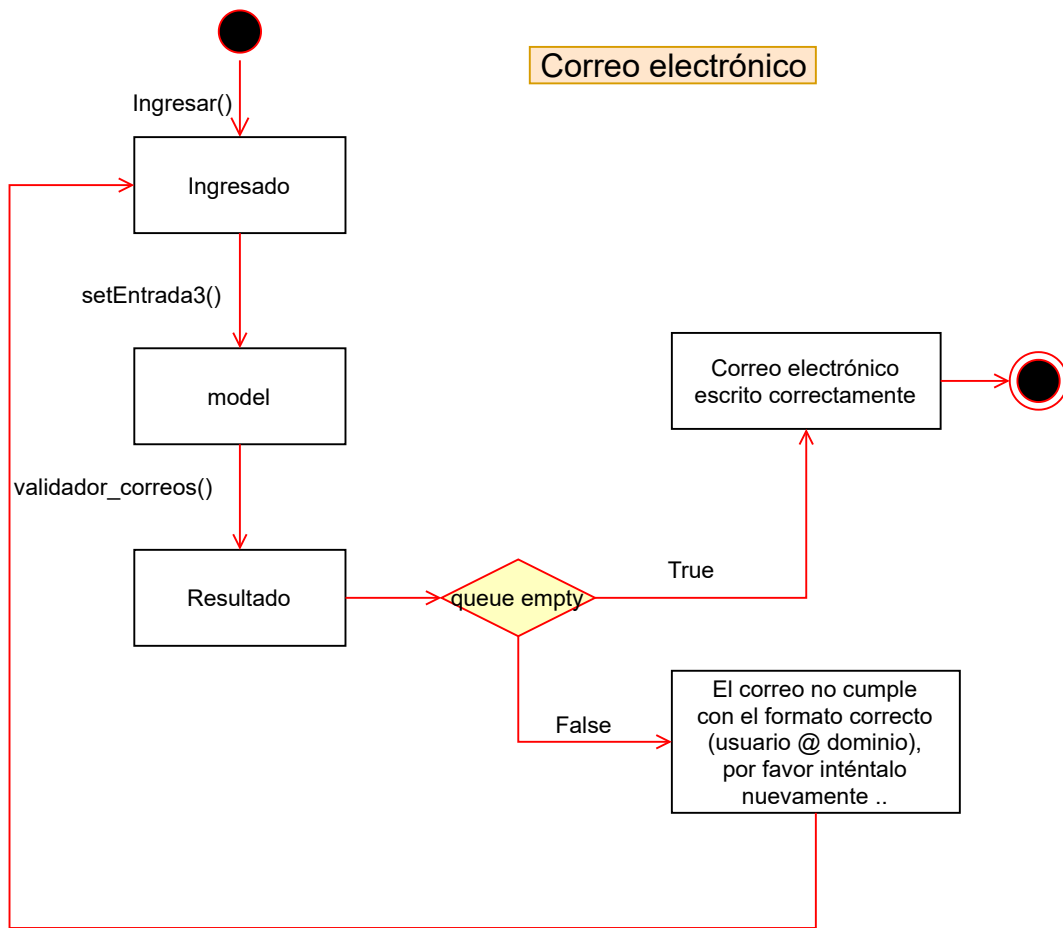 Correo electrónico
Ingresar()
Ingresado
setEntrada3()
model
Correo electrónico
escrito correctamente
validador_correos()
Resultado
queue empty
True
False
El correo no cumple
con el formato correcto
(usuario @ dominio),
por favor inténtalo
nuevamente ..